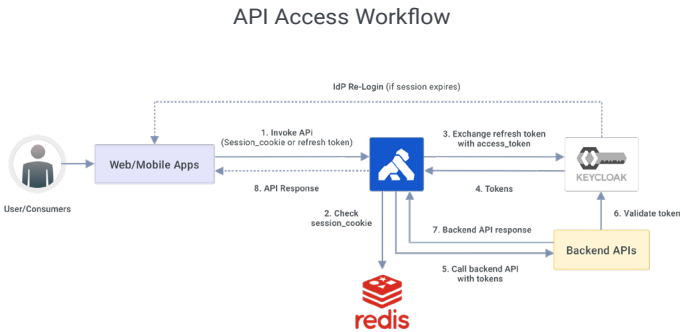 API Access Workflow
IdP Re-Login (if session expires)
1. Invoke APi
(Session_cookie or refresh token)
3. Exchange refresh token
with access_token
Web/Mobile Apps
KEYCLOAK
8. API Response
4. Tokens
User/Consumers
2. Check
session_cookie
6. Validate token
7. Backend API response
Backend APIs
5. Call backend API
with tokens
redis